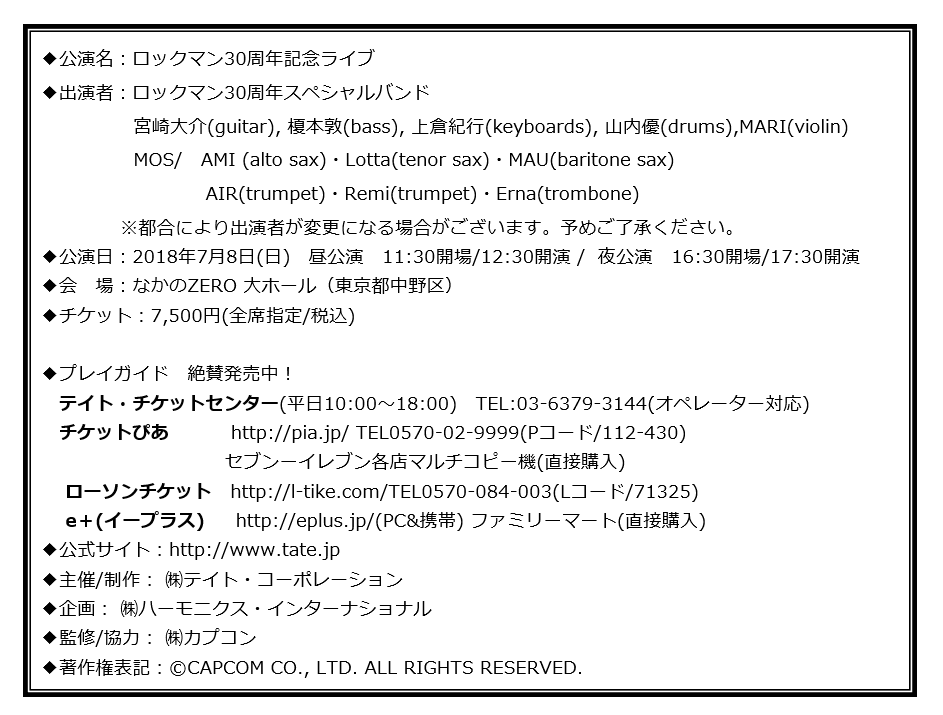 ◆公演名：ロックマン30周年記念ライブ
◆出演者：ロックマン30周年スペシャルバンド
宮崎大介(guitar), 榎本敦(bass), 上倉紀行(keyboards), 山内優(drums),MARI(violin)
MOS/　AMI (alto sax)・Lotta(tenor sax)・MAU(baritone sax)
AIR(trumpet)・Remi(trumpet)・Erna(trombone)
※都合により出演者が変更になる場合がございます。予めご了承ください。
◆公演日：2018年7月8日(日)　昼公演　11:30開場/12:30開演 /  夜公演　16:30開場/17:30開演
◆会　場：なかのZERO 大ホール（東京都中野区）
◆チケット：7,500円(全席指定/税込)
◆プレイガイド　絶賛発売中！
テイト・チケットセンター(平日10:00～18:00)　TEL:03-6379-3144(オペレーター対応)
チケットぴあ　　　http://pia.jp/ TEL0570-02-9999(Pコード/112-430)
セブンーイレブン各店マルチコピー機(直接購入)
ローソンチケット　http://l-tike.com/TEL0570-084-003(Lコード/71325)
e＋(イープラス)　 http://eplus.jp/(PC&携帯) ファミリーマート(直接購入)
◆公式サイト：http://www.tate.jp
◆主催/制作： ㈱テイト・コーポレーション
◆企画： ㈱ハーモニクス・インターナショナル
◆監修/協力： ㈱カプコン
◆著作権表記：©CAPCOM CO., LTD. ALL RIGHTS RESERVED.